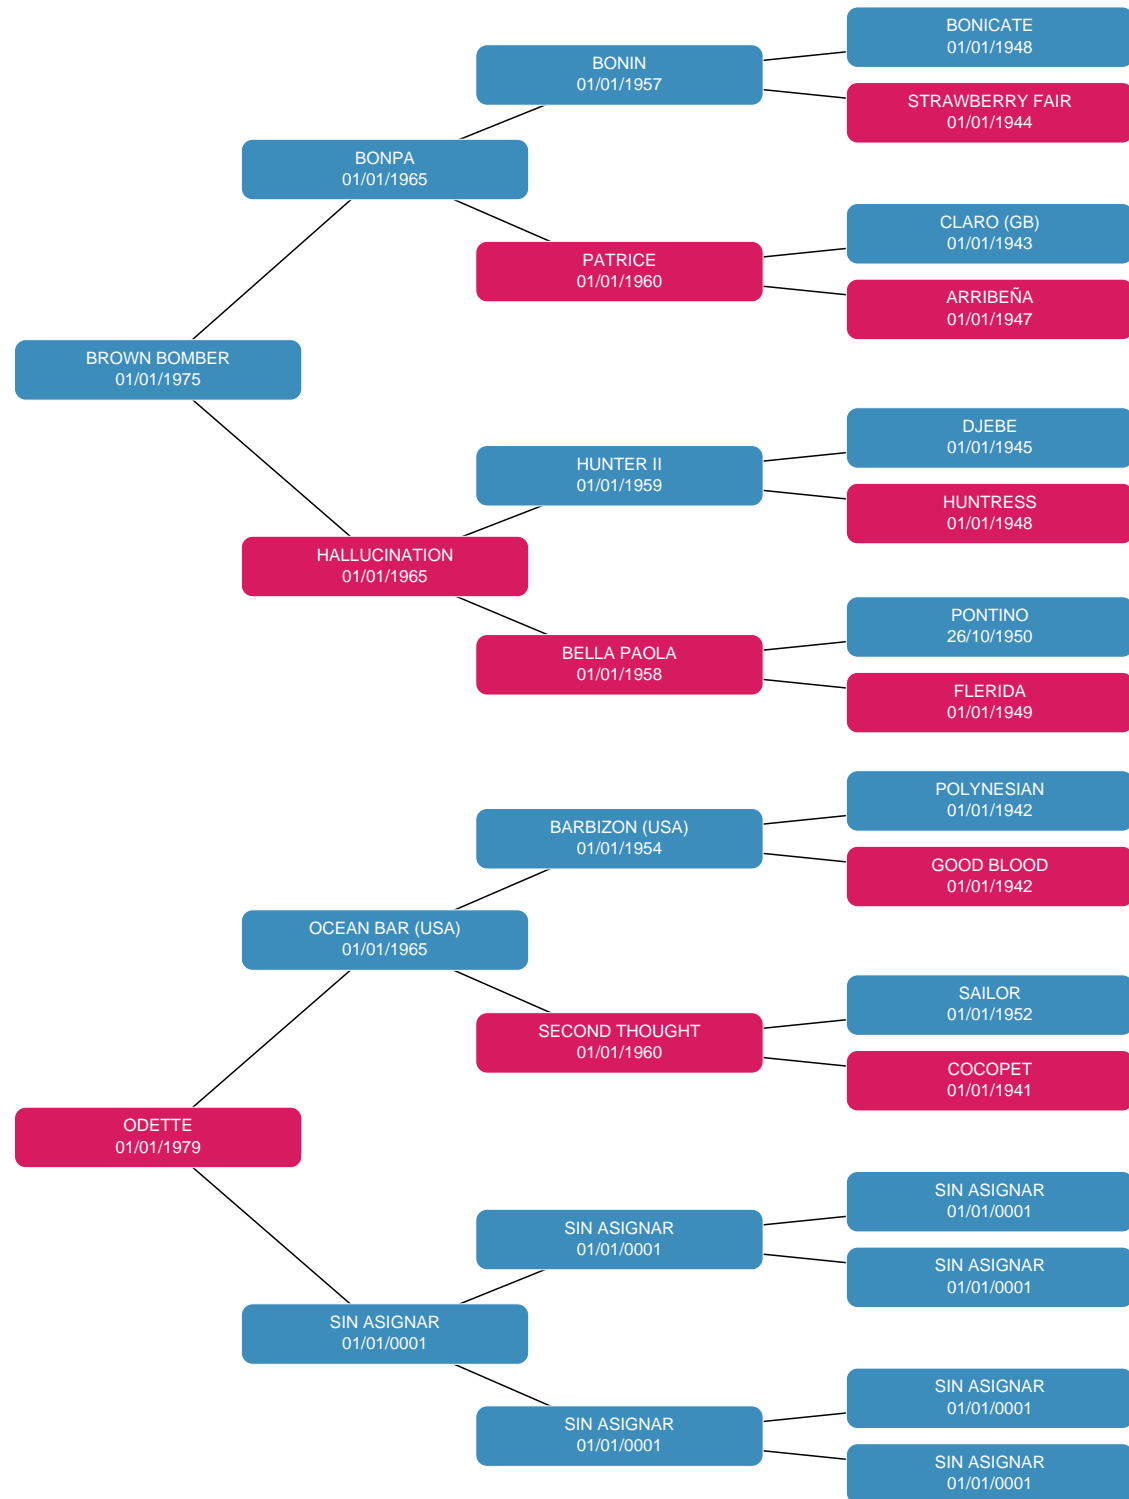 BONICATE
01/01/1948
BONIN
01/01/1957
STRAWBERRY FAIR
01/01/1944
BONPA
01/01/1965
CLARO (GB)
01/01/1943
PATRICE
01/01/1960
ARRIBEÑA
01/01/1947
BROWN BOMBER
01/01/1975
DJEBE
01/01/1945
HUNTER II
01/01/1959
HUNTRESS
01/01/1948
HALLUCINATION
01/01/1965
PONTINO
26/10/1950
BELLA PAOLA
01/01/1958
FLERIDA
01/01/1949
POLYNESIAN
01/01/1942
BARBIZON (USA)
01/01/1954
GOOD BLOOD
01/01/1942
OCEAN BAR (USA)
01/01/1965
SAILOR
01/01/1952
SECOND THOUGHT
01/01/1960
COCOPET
01/01/1941
ODETTE
01/01/1979
SIN ASIGNAR
01/01/0001
SIN ASIGNAR
01/01/0001
SIN ASIGNAR
01/01/0001
SIN ASIGNAR
01/01/0001
SIN ASIGNAR
01/01/0001
SIN ASIGNAR
01/01/0001
SIN ASIGNAR
01/01/0001